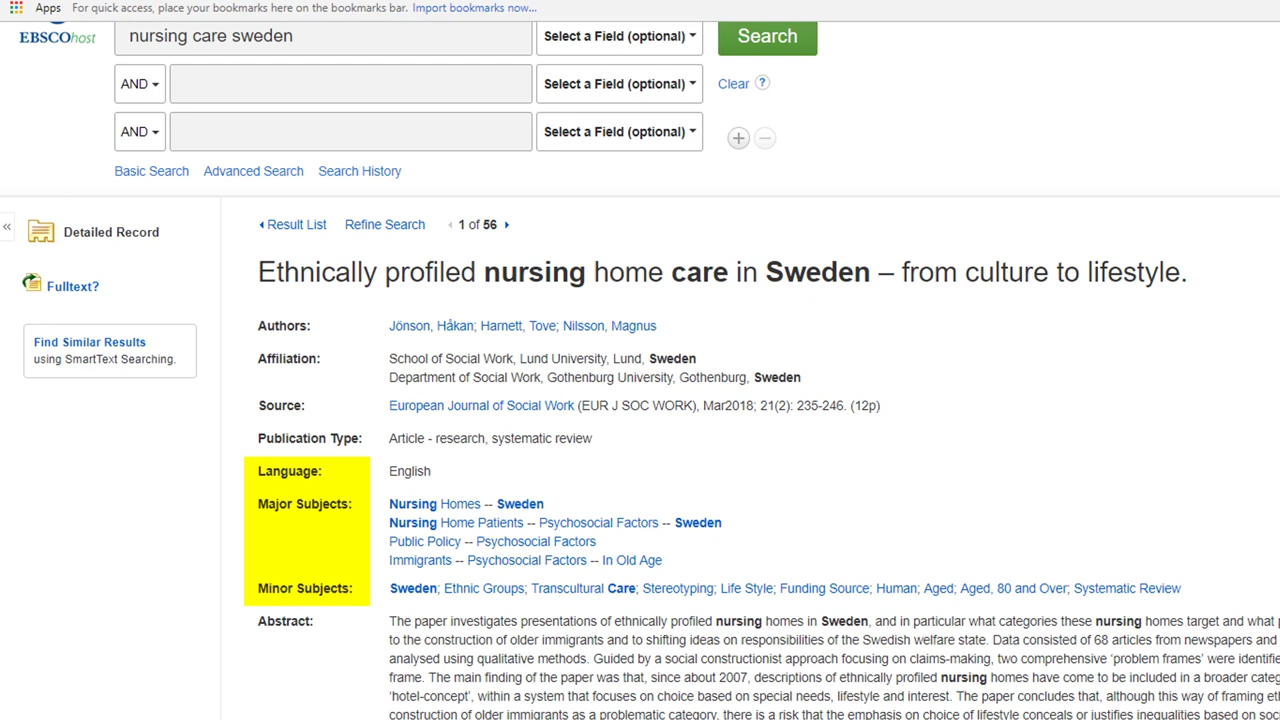 Apps For quick access, place your bookmarks here on the bookmarks bar. Import bookmarks now...
EBSCOhost nursing care sweden Select a Field (optional) Search
AND Select a Field (optional) Clear ?
AND Select a Field (optional)
Basic Search Advanced Search Search History
« Detailed Record
Fulltext?
Find Similar Results
using SmartText Searching.
Result List Refine Search 1 of 56
Ethnically profiled nursing home care in Sweden – from culture to lifestyle.
Authors: Jönson, Håkan; Harnett, Tove; Nilsson, Magnus
Affiliation: School of Social Work, Lund University, Lund, Sweden
Department of Social Work, Gothenburg University, Gothenburg, Sweden
Source: European Journal of Social Work (EUR J SOC WORK), Mar2018; 21(2): 235-246. (12p)
Publication Type: Article - research, systematic review
Language: English
Major Subjects: Nursing Homes -- Sweden
Nursing Home Patients -- Psychosocial Factors -- Sweden
Public Policy -- Psychosocial Factors
Immigrants -- Psychosocial Factors -- In Old Age
Minor Subjects: Sweden; Ethnic Groups; Transcultural Care; Stereotyping; Life Style; Funding Source; Human; Aged; Aged, 80 and Over; Systematic Review
Abstract: The paper investigates presentations of ethnically profiled nursing homes in Sweden, and in particular what categories these nursing homes target and what
to the construction of older immigrants and to shifting ideas on responsibilities of the Swedish welfare state. Data consisted of 68 articles from newspapers and
analysed using qualitative methods. Guided by a social constructionist approach focusing on claims-making, two comprehensive ‘problem frames’ were
frame. The main finding of the paper was that, since about 2007, descriptions of ethnically profiled nursing homes have come to be included in a broader
‘hotel-concept’, within a system that focuses on choice based on special needs, lifestyle and interest. The paper concludes that, although this way of framing
construction of older immigrants as a problematic category, there is a risk that the emphasis on choice of lifestyle conceals or justifies inequalities based on